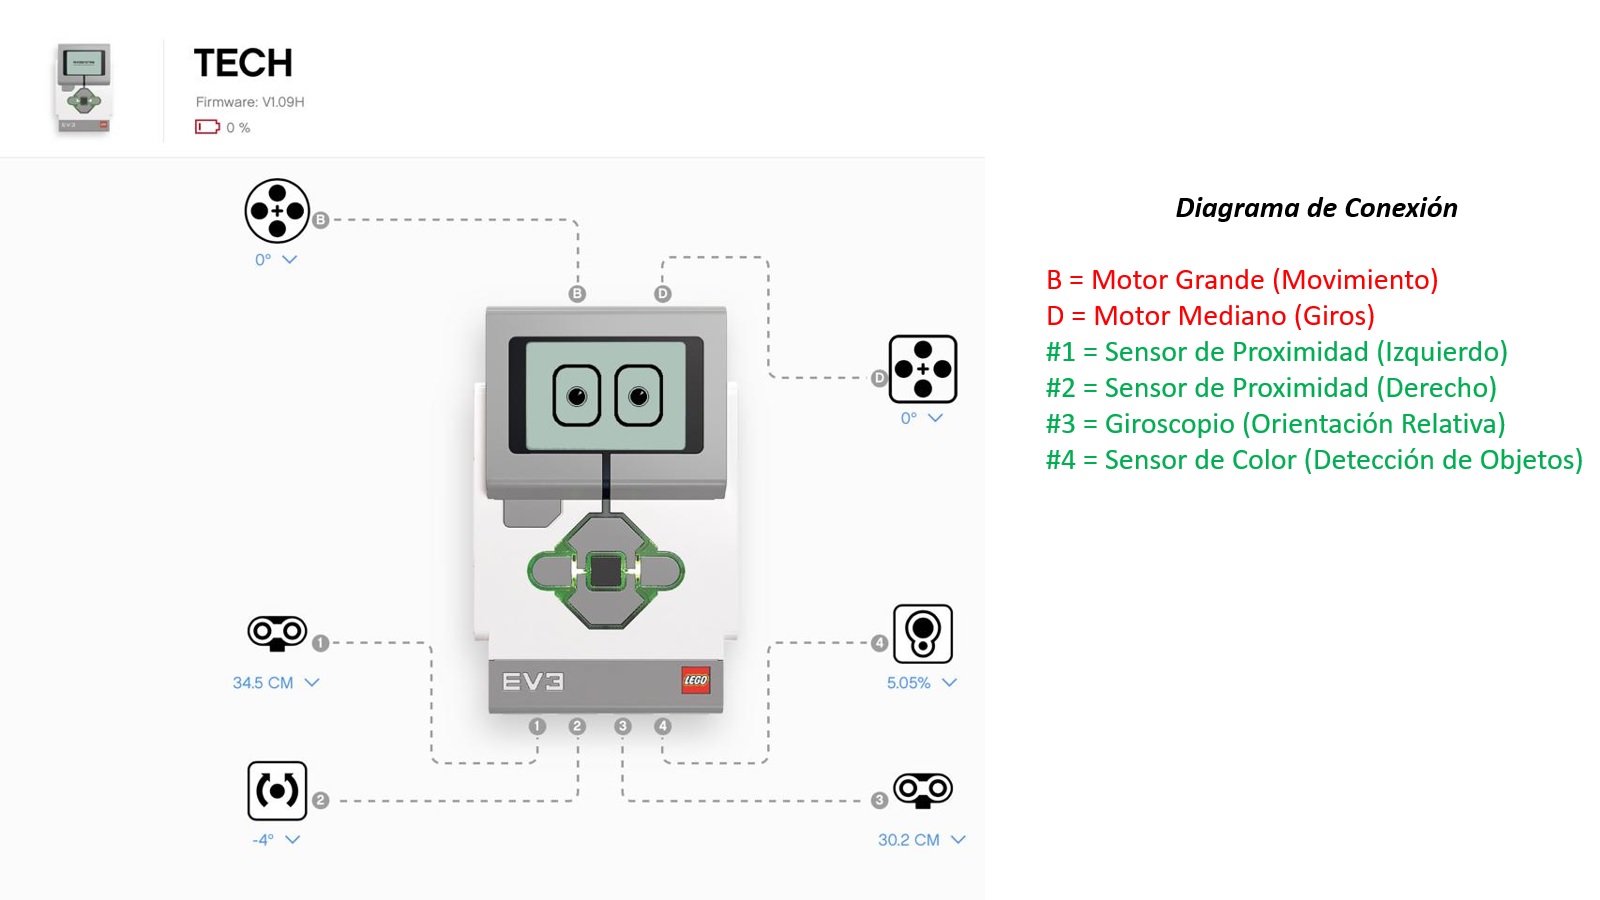 TECH
Firmware: V1.09H
0 %
B
0°
B
D
D
0°
1
34.5 CM
4
5.05%
EV3
LEGO
1
2
3
4
2
-4°
3
30.2 CM
Diagrama de Conexión
B = Motor Grande (Movimiento)
D = Motor Mediano (Giros)
#1 = Sensor de Proximidad (Izquierdo)
#2 = Sensor de Proximidad (Derecho)
#3 = Giroscopio (Orientación Relativa)
#4 = Sensor de Color (Detección de Objetos)